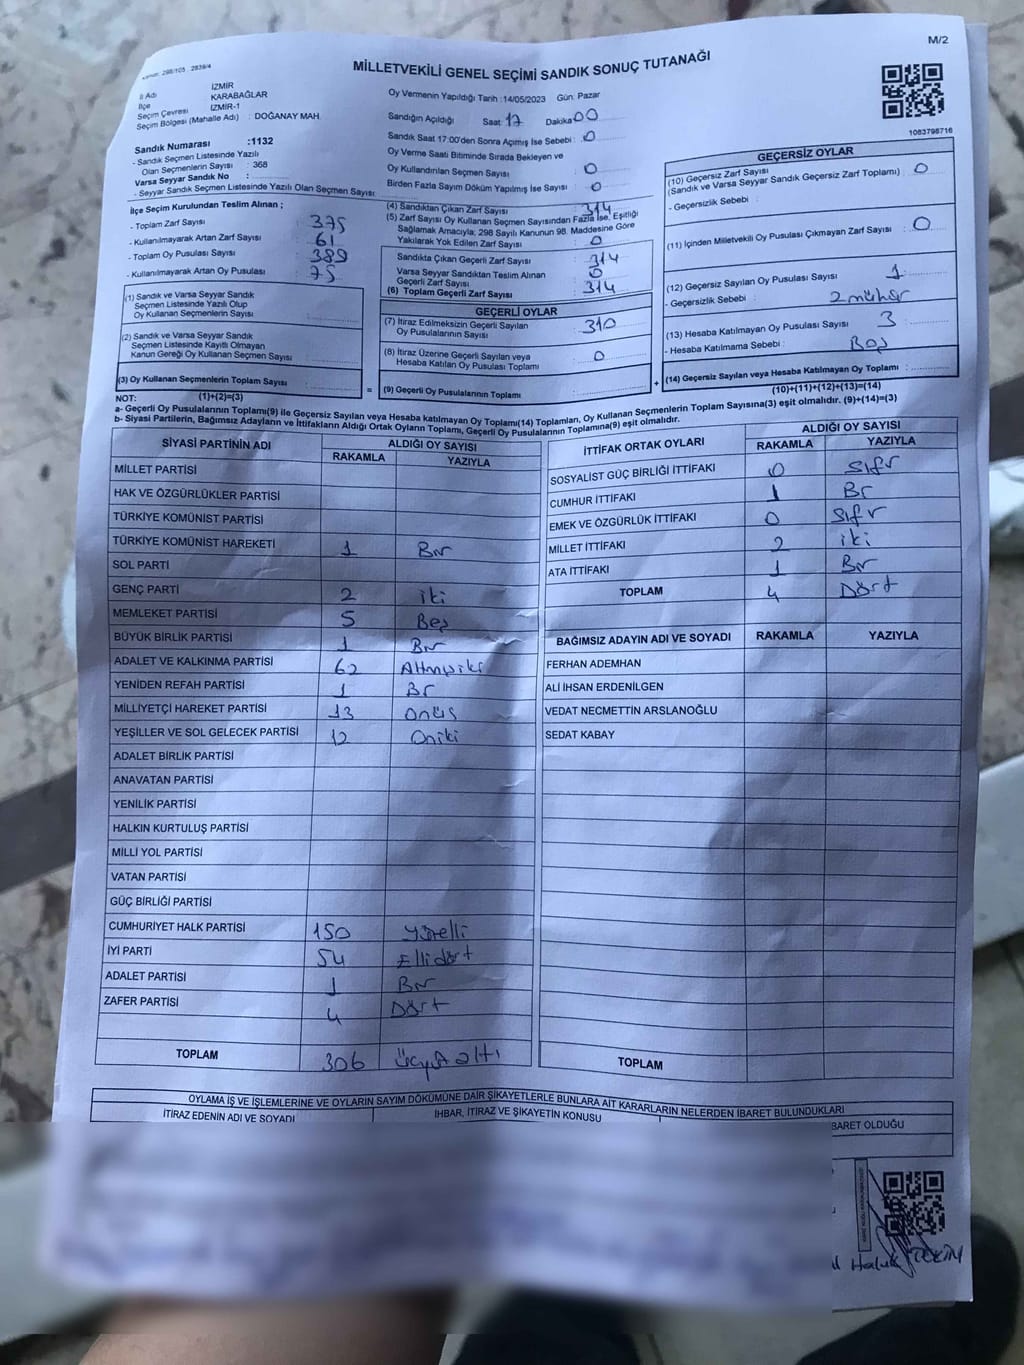 M/2
MİLLETVEKİLİ GENEL SEÇİMİ SANDIK SONUÇ TUTANAĞI
İl Adı İZMİR
İlçe KARABAĞLAR
Seçim Çevresi İZMİR-1
Seçim Bölgesi (Mahalle Adı) : DOĞANAY MAH.
Sandık Numarası :1132
- Sandık Seçmen Listesinde Yazılı
Olan Seçmenlerin Sayısı : 368
Varsa Seyyar Sandık No :
- Seyyar Sandık Seçmen Listesinde Yazılı Olan Seçmen Sayısı:
Oy Vermenin Yapıldığı Tarih :14/05/2023 Gün: Pazar
Sandığın Açıldığı Saat: 17 Dakika: 00
Sandık Saat 17:00'den Sonra Açımış İse Sebebi : 0
Oy Verme Saati Bitiminde Sırada Bekleyen ve
Oy Kullandırılan Seçmen Sayısı : 0
Birden Fazla Sayım Döküm Yapılmış İse Sayısı : 0
1083798716
İlçe Seçim Kurulundan Teslim Alınan ;
- Toplam Zarf Sayısı : 375
- Kullanılmayarak Artan Zarf Sayısı : 61
- Toplam Oy Pusulası Sayısı : 389
- Kullanılmayarak Artan Oy Pusulası : 75
(1) Sandık ve Varsa Seyyar Sandık
Seçmen Listesinde Yazılı Olup
Oy Kullanan Seçmenlerin Sayısı :
(2) Sandık ve Varsa Seyyar Sandık
Seçmen Listesinde Kayıtlı Olmayan
Kanun Gereği Oy Kullanan Seçmen Sayısı :
(3) Oy Kullanan Seçmenlerin Toplam Sayısı :
(1)+(2)=(3)
(4) Sandıktan Çıkan Zarf Sayısı : 314
(5) Zarf Sayısı Oy Kullanan Seçmen Sayısından Fazla İse, Eşitliği
Sağlamak Amacıyla; 298 Sayılı Kanunun 98. Maddesine Göre
Yakılarak Yok Edilen Zarf Sayısı : 0
Sandıkta Çıkan Geçerli Zarf Sayısı : 314
Varsa Seyyar Sandıktan Teslim Alınan
Geçerli Zarf Sayısı : 0
(6) Toplam Geçerli Zarf Sayısı : 314
GEÇERLİ OYLAR
(7) İtiraz Edilmeksizin Geçerli Sayılan
Oy Pusulalarının Sayısı : 310
(8) İtiraz Üzerine Geçerli Sayılan veya
Hesaba Katılan Oy Pusulası Toplamı : 0
= (9) Geçerli Oy Pusulalarının Toplamı :
GEÇERSİZ OYLAR
(10) Geçersiz Zarf Sayısı
(Sandık ve Varsa Seyyar Sandık Geçersiz Zarf Toplamı) : 0
- Geçersizlik Sebebi :
(11) İçinden Milletvekili Oy Pusulası Çıkmayan Zarf Sayısı : 0
(12) Geçersiz Sayılan Oy Pusulası Sayısı : 1
- Geçersizlik Sebebi : 2 mühür
(13) Hesaba Katılmayan Oy Pusulası Sayısı : 3
- Hesaba Katılmama Sebebi : Boş
+ (14) Geçersiz Sayılan veya Hesaba Katılmayan Oy Toplamı :
(10)+(11)+(12)+(13)=(14)
NOT:
a- Geçerli Oy Pusulalarının Toplamı(9) ile Geçersiz Sayılan veya Hesaba katılmayan Oy Toplamı(14) Toplamları, Oy Kullanan Seçmenlerin Toplam Sayısına(3) eşit olmalıdır. (9)+(14)=(3)
b- Siyasi Partilerin, Bağımsız Adayların ve İttifakların Aldığı Ortak Oyların Toplamı, Geçerli Oy Pusulalarının Toplamına(9) eşit olmalıdır.
SİYASİ PARTİNİN ADI ALDIĞI OY SAYISI
RAKAMLA YAZIYLA
MİLLET PARTİSİ
HAK VE ÖZGÜRLÜKLER PARTİSİ
TÜRKİYE KOMÜNİST PARTİSİ
TÜRKİYE KOMÜNİST HAREKETİ 1 Bir
SOL PARTİ
GENÇ PARTİ 2 iki
MEMLEKET PARTİSİ 5 Beş
BÜYÜK BİRLİK PARTİSİ 1 Bir
ADALET VE KALKINMA PARTİSİ 62 Altmışiki
YENİDEN REFAH PARTİSİ 1 Bir
MİLLİYETÇİ HAREKET PARTİSİ 13 Onüç
YEŞİLLER VE SOL GELECEK PARTİSİ 12 Oniki
ADALET BİRLİK PARTİSİ
ANAVATAN PARTİSİ
YENİLİK PARTİSİ
HALKIN KURTULUŞ PARTİSİ
MİLLİ YOL PARTİSİ
VATAN PARTİSİ
GÜÇ BİRLİĞİ PARTİSİ
CUMHURİYET HALK PARTİSİ 150 Yüzelli
İYİ PARTİ 54 Ellidört
ADALET PARTİSİ 1 Bir
ZAFER PARTİSİ 4 Dört
TOPLAM 306 Üçyüz altı
İTTİFAK ORTAK OYLARI ALDIĞI OY SAYISI
RAKAMLA YAZIYLA
SOSYALİST GÜÇ BİRLİĞİ İTTİFAKI 0 Sıfır
CUMHUR İTTİFAKI 1 Bir
EMEK VE ÖZGÜRLÜK İTTİFAKI 0 Sıfır
MİLLET İTTİFAKI 2 iki
ATA İTTİFAKI 1 Bir
TOPLAM 4 Dört
BAĞIMSIZ ADAYIN ADI VE SOYADI RAKAMLA YAZIYLA
FERHAN ADEMHAN
ALİ İHSAN ERDENİLGEN
VEDAT NECMETTİN ARSLANOĞLU
SEDAT KABAY
TOPLAM
OYLAMA İŞ VE İŞLEMLERİNE VE OYLARIN SAYIM DÖKÜMÜNE DAİR ŞİKAYETLERLE BUNLARA AİT KARARLARIN NELERDEN İBARET BULUNDUKLARI
İTİRAZ EDENİN ADI VE SOYADI İHBAR, İTİRAZ VE ŞİKAYETİN KONUSU BARET OLDUĞU
Haluk